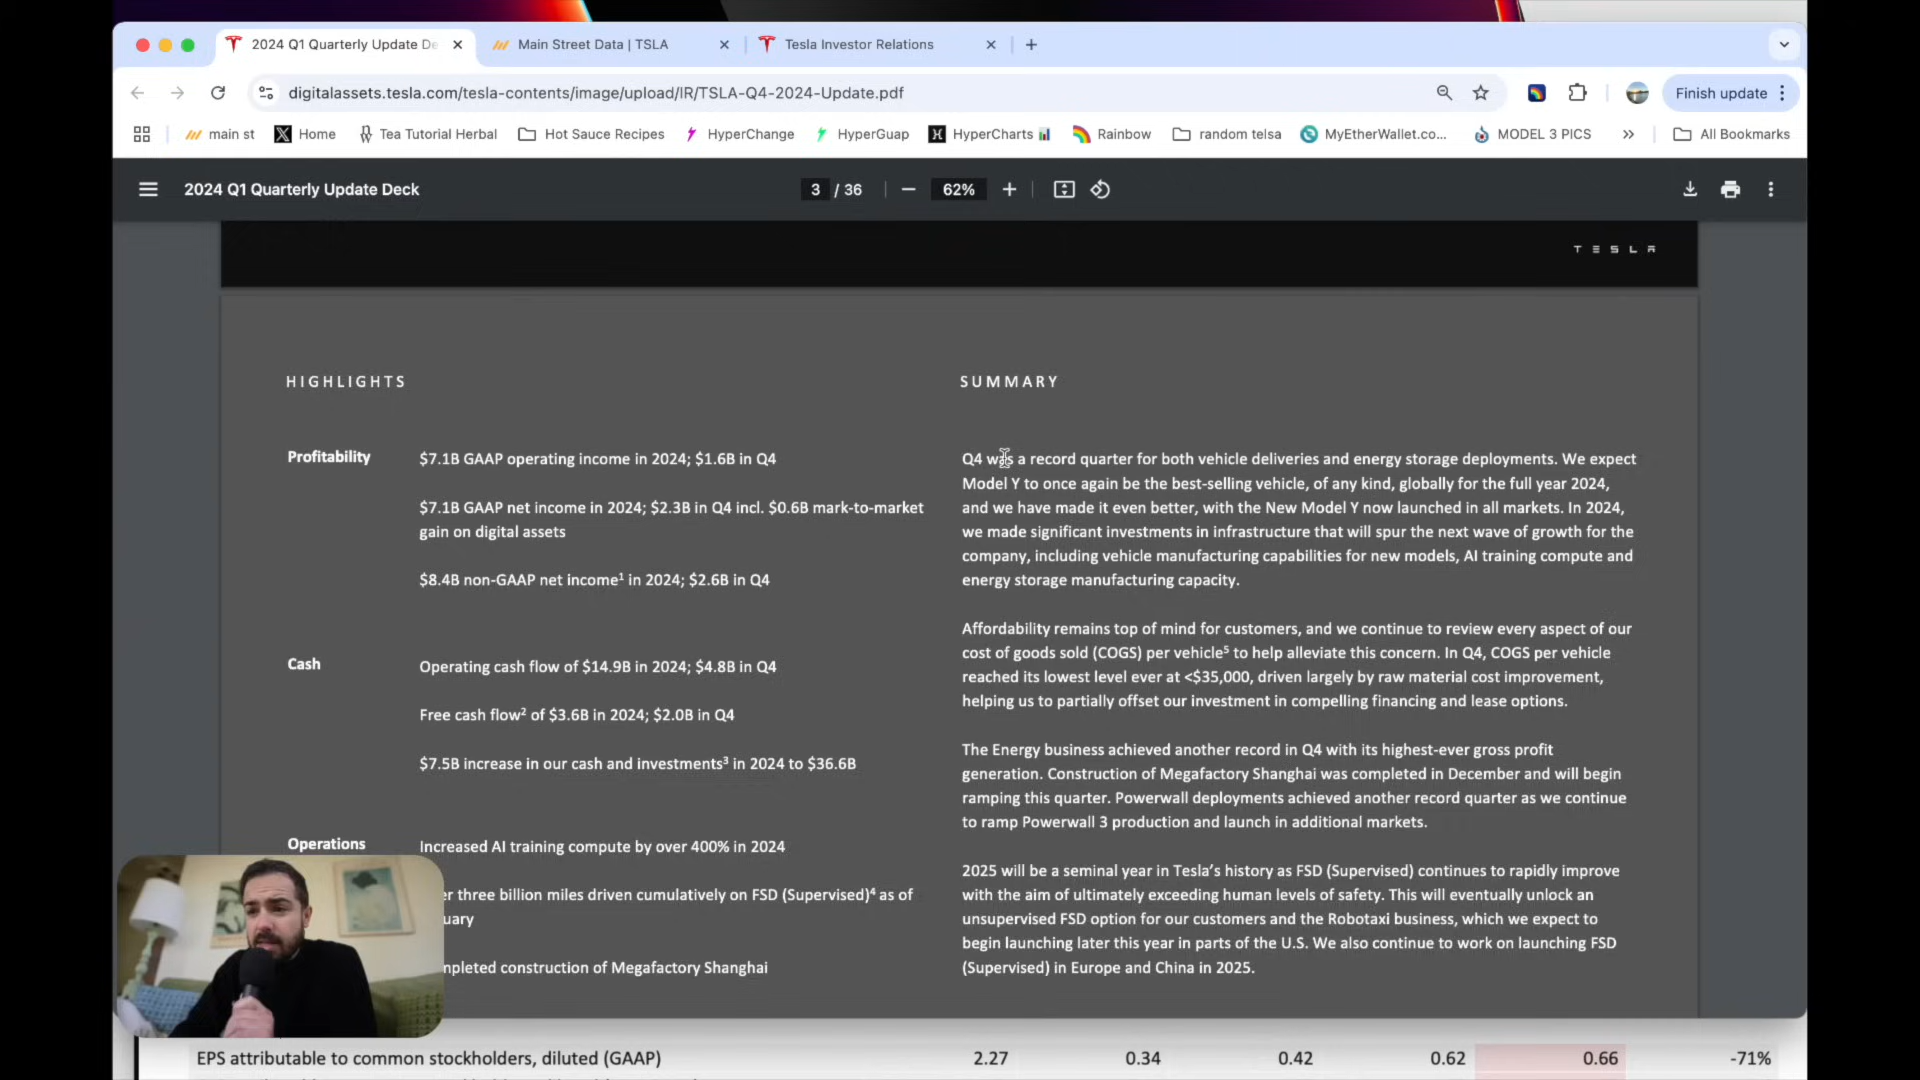 2024 Q1 Quarterly Update De
Main Street Data | TSLA
Tesla Investor Relations
digitalassets.tesla.com/tesla-contents/image/upload/IR/TSLA-Q4-2024-Update.pdf
Finish update
main st
Home
Tea Tutorial Herbal
Hot Sauce Recipes
HyperChange
HyperGuap
HyperCharts
Rainbow
random telsa
MyEtherWallet.co...
MODEL 3 PICS
All Bookmarks
2024 Q1 Quarterly Update Deck
3 / 36
62%
TESLA
HIGHLIGHTS
Profitability
$7.1B GAAP operating income in 2024; $1.6B in Q4
$7.1B GAAP net income in 2024; $2.3B in Q4 incl. $0.6B mark-to-market
gain on digital assets
$8.4B non-GAAP net income¹ in 2024; $2.6B in Q4
Cash
Operating cash flow of $14.9B in 2024; $4.8B in Q4
Free cash flow² of $3.6B in 2024; $2.0B in Q4
$7.5B increase in our cash and investments³ in 2024 to $36.6B
Operations
Increased AI training compute by over 400% in 2024
er three billion miles driven cumulatively on FSD (Supervised)⁴ as of
uary
mpleted construction of Megafactory Shanghai
SUMMARY
Q4 was a record quarter for both vehicle deliveries and energy storage deployments. We expect
Model Y to once again be the best-selling vehicle, of any kind, globally for the full year 2024,
and we have made it even better, with the New Model Y now launched in all markets. In 2024,
we made significant investments in infrastructure that will spur the next wave of growth for the
company, including vehicle manufacturing capabilities for new models, AI training compute and
energy storage manufacturing capacity.
Affordability remains top of mind for customers, and we continue to review every aspect of our
cost of goods sold (COGS) per vehicle⁵ to help alleviate this concern. In Q4, COGS per vehicle
reached its lowest level ever at <$35,000, driven largely by raw material cost improvement,
helping us to partially offset our investment in compelling financing and lease options.
The Energy business achieved another record in Q4 with its highest-ever gross profit
generation. Construction of Megafactory Shanghai was completed in December and will begin
ramping this quarter. Powerwall deployments achieved another record quarter as we continue
to ramp Powerwall 3 production and launch in additional markets.
2025 will be a seminal year in Tesla's history as FSD (Supervised) continues to rapidly improve
with the aim of ultimately exceeding human levels of safety. This will eventually unlock an
unsupervised FSD option for our customers and the Robotaxi business, which we expect to
begin launching later this year in parts of the U.S. We also continue to work on launching FSD
(Supervised) in Europe and China in 2025.
EPS attributable to common stockholders, diluted (GAAP) 2.27 0.34 0.42 0.62 0.66 -71%